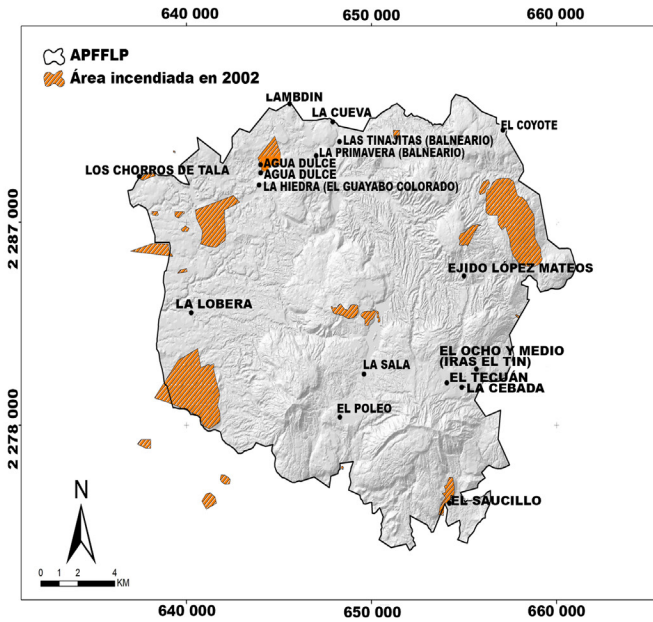 640 000 650 000 660 000
APFFLP
Área incendiada en 2002
LAMBDIN
LA CUEVA
EL COYOTE
LAS TINAJITAS (BALNEARIO)
LA PRIMAVERA (BALNEARIO)
AGUA DULCE
LOS CHORROS DE TALA
AGUA DULCE
LA HIEDRA (EL GUAYABO COLORADO)
2 287 000
EJIDO LÓPEZ MATEOS
LA LOBERA
EL OCHO Y MEDIO
(IRAS EL TIN)
LA SALA
EL TECUÁN
LA CEBADA
EL POLEO
2 278 000
N
EL SAUCILLO
0 1 2 4
KM
640 000 650 000 660 000